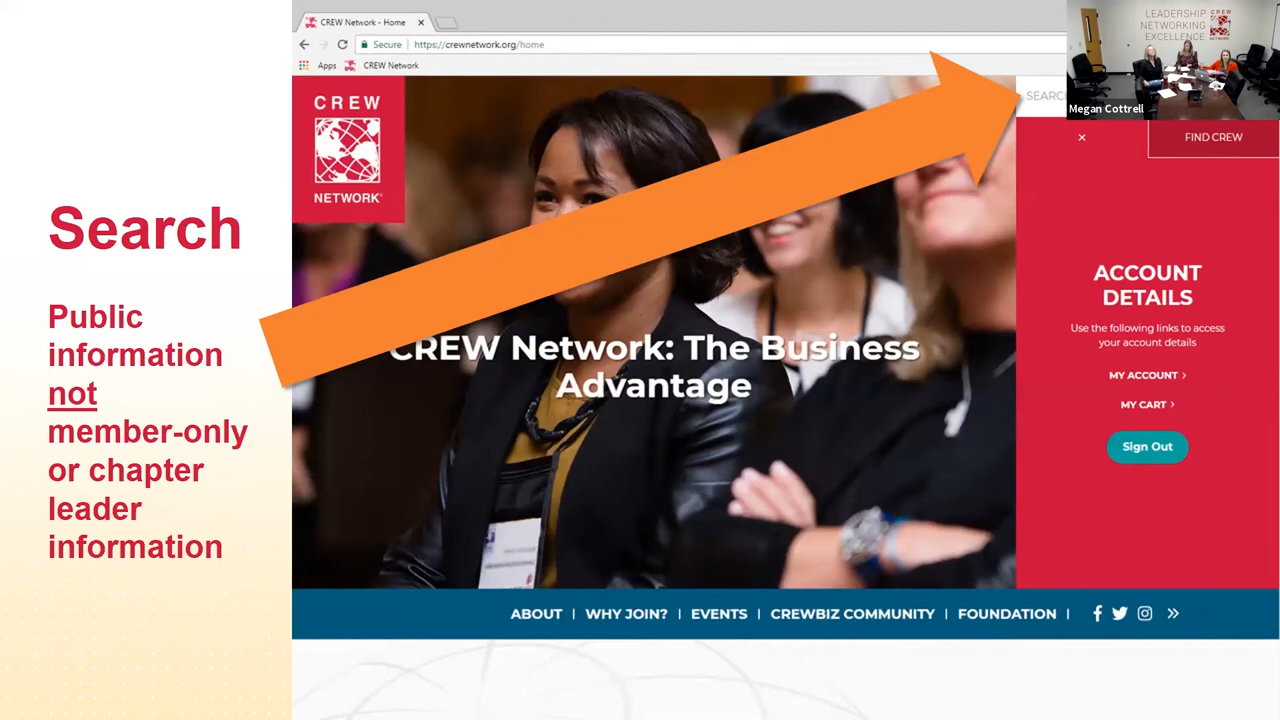 Search
Public
information
not
member-only
or chapter
leader
information
CREW Network - Home
Secure
https://crewnetwork.org/home
Apps
CREW Network
CREW
NETWORK
CREW Network: The Business
Advantage
SEARCH
LEADERSHIP
NETWORKING
EXCELLENCE
CREW
NETWORK
Megan Cottrell
×
FIND CREW
ACCOUNT
DETAILS
Use the following links to access
your account details
MY ACCOUNT >
MY CART >
Sign Out
ABOUT | WHY JOIN? | EVENTS | CREWBIZ COMMUNITY | FOUNDATION |